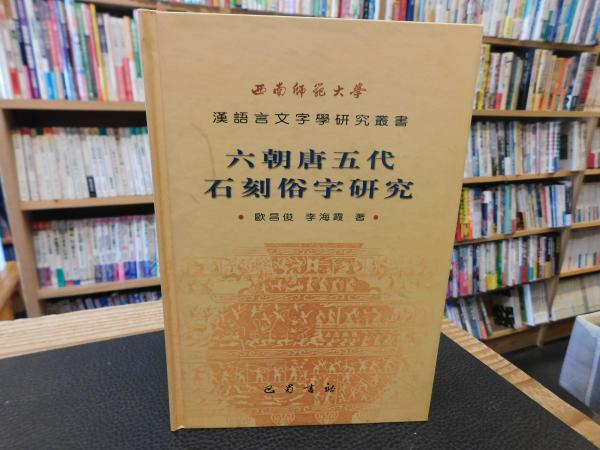 西南師範大學
漢語言文字學研究叢書
六朝唐五代
石刻俗字研究
• 歐昌俊 李海霞 著 •
巴蜀書社